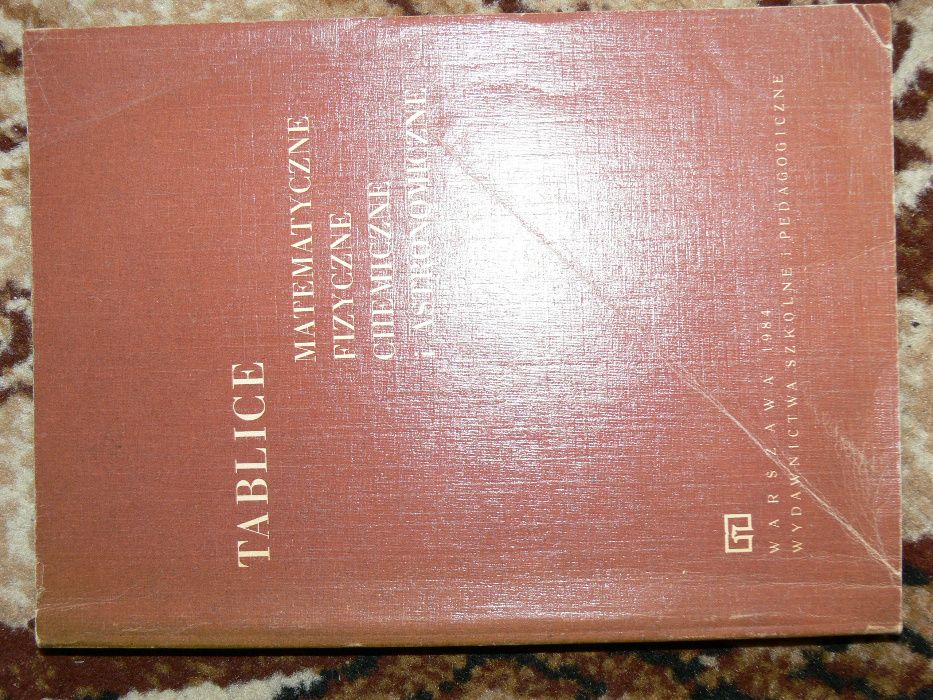 TABLICE
MATEMATYCZNE
FIZYCZNE
CHEMICZNE
i ASTRONOMICZNE
WARSZAWA 1984
WYDAWNICTWA SZKOLNE i PEDAGOGICZNE